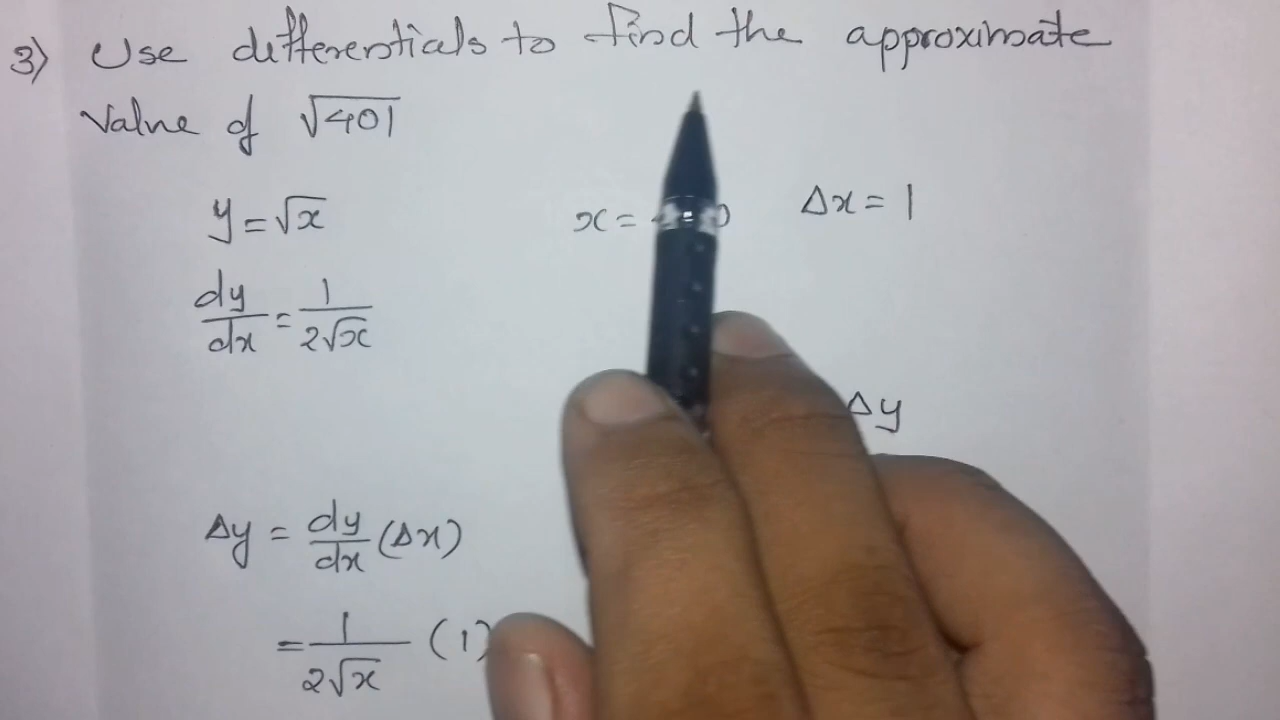 3) Use differentials to find the approximate
value of √401
y = √x
x =
Δx = 1
dy/dx = 1/2√x
Δy
Δy = dy/dx (Δx)
= 1/2√x (1)